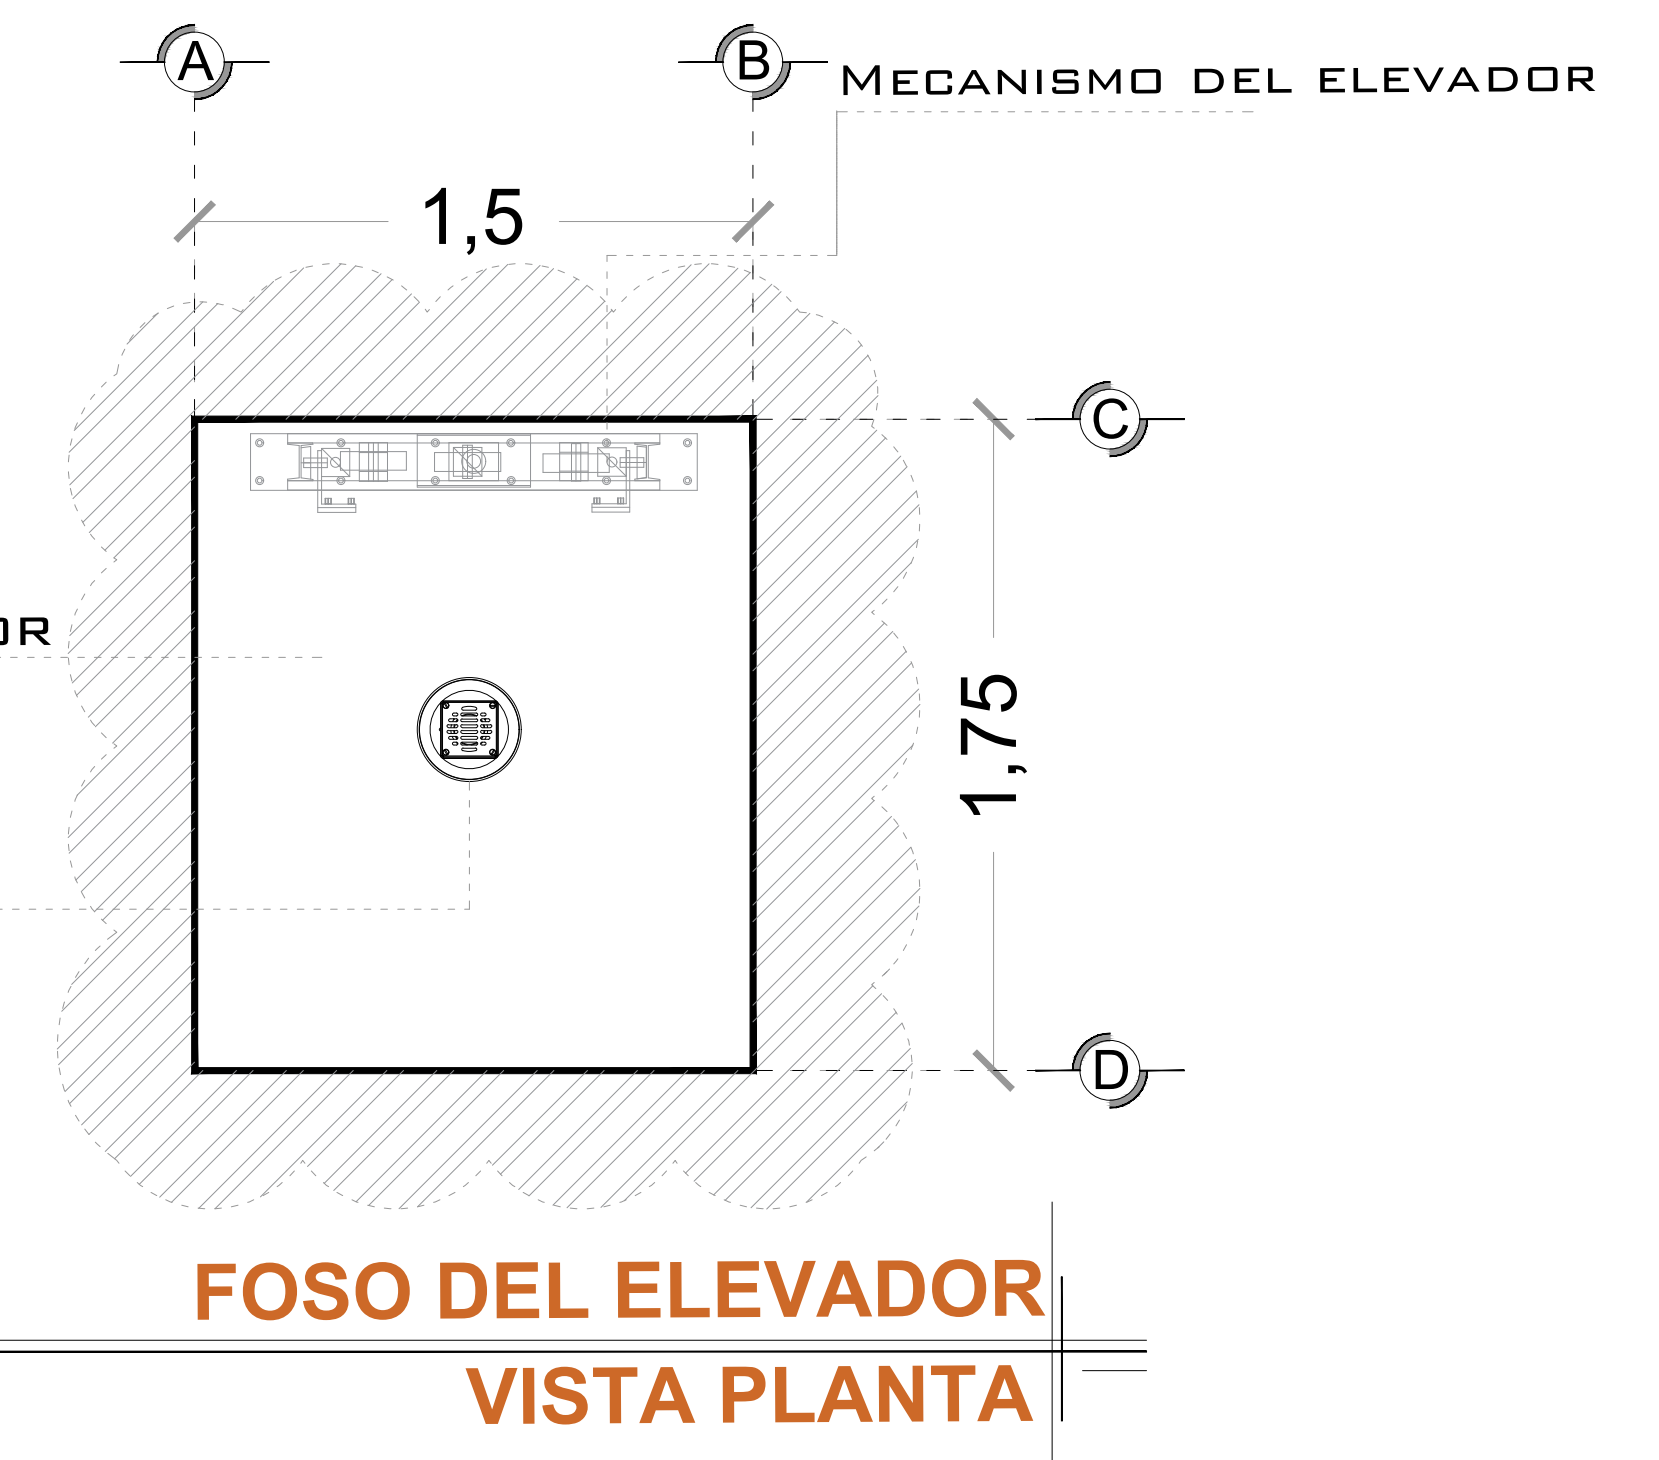 A
B
MECANISMO DEL ELEVADOR
1,5
C
1,75
D
FOSO DEL ELEVADOR
VISTA PLANTA